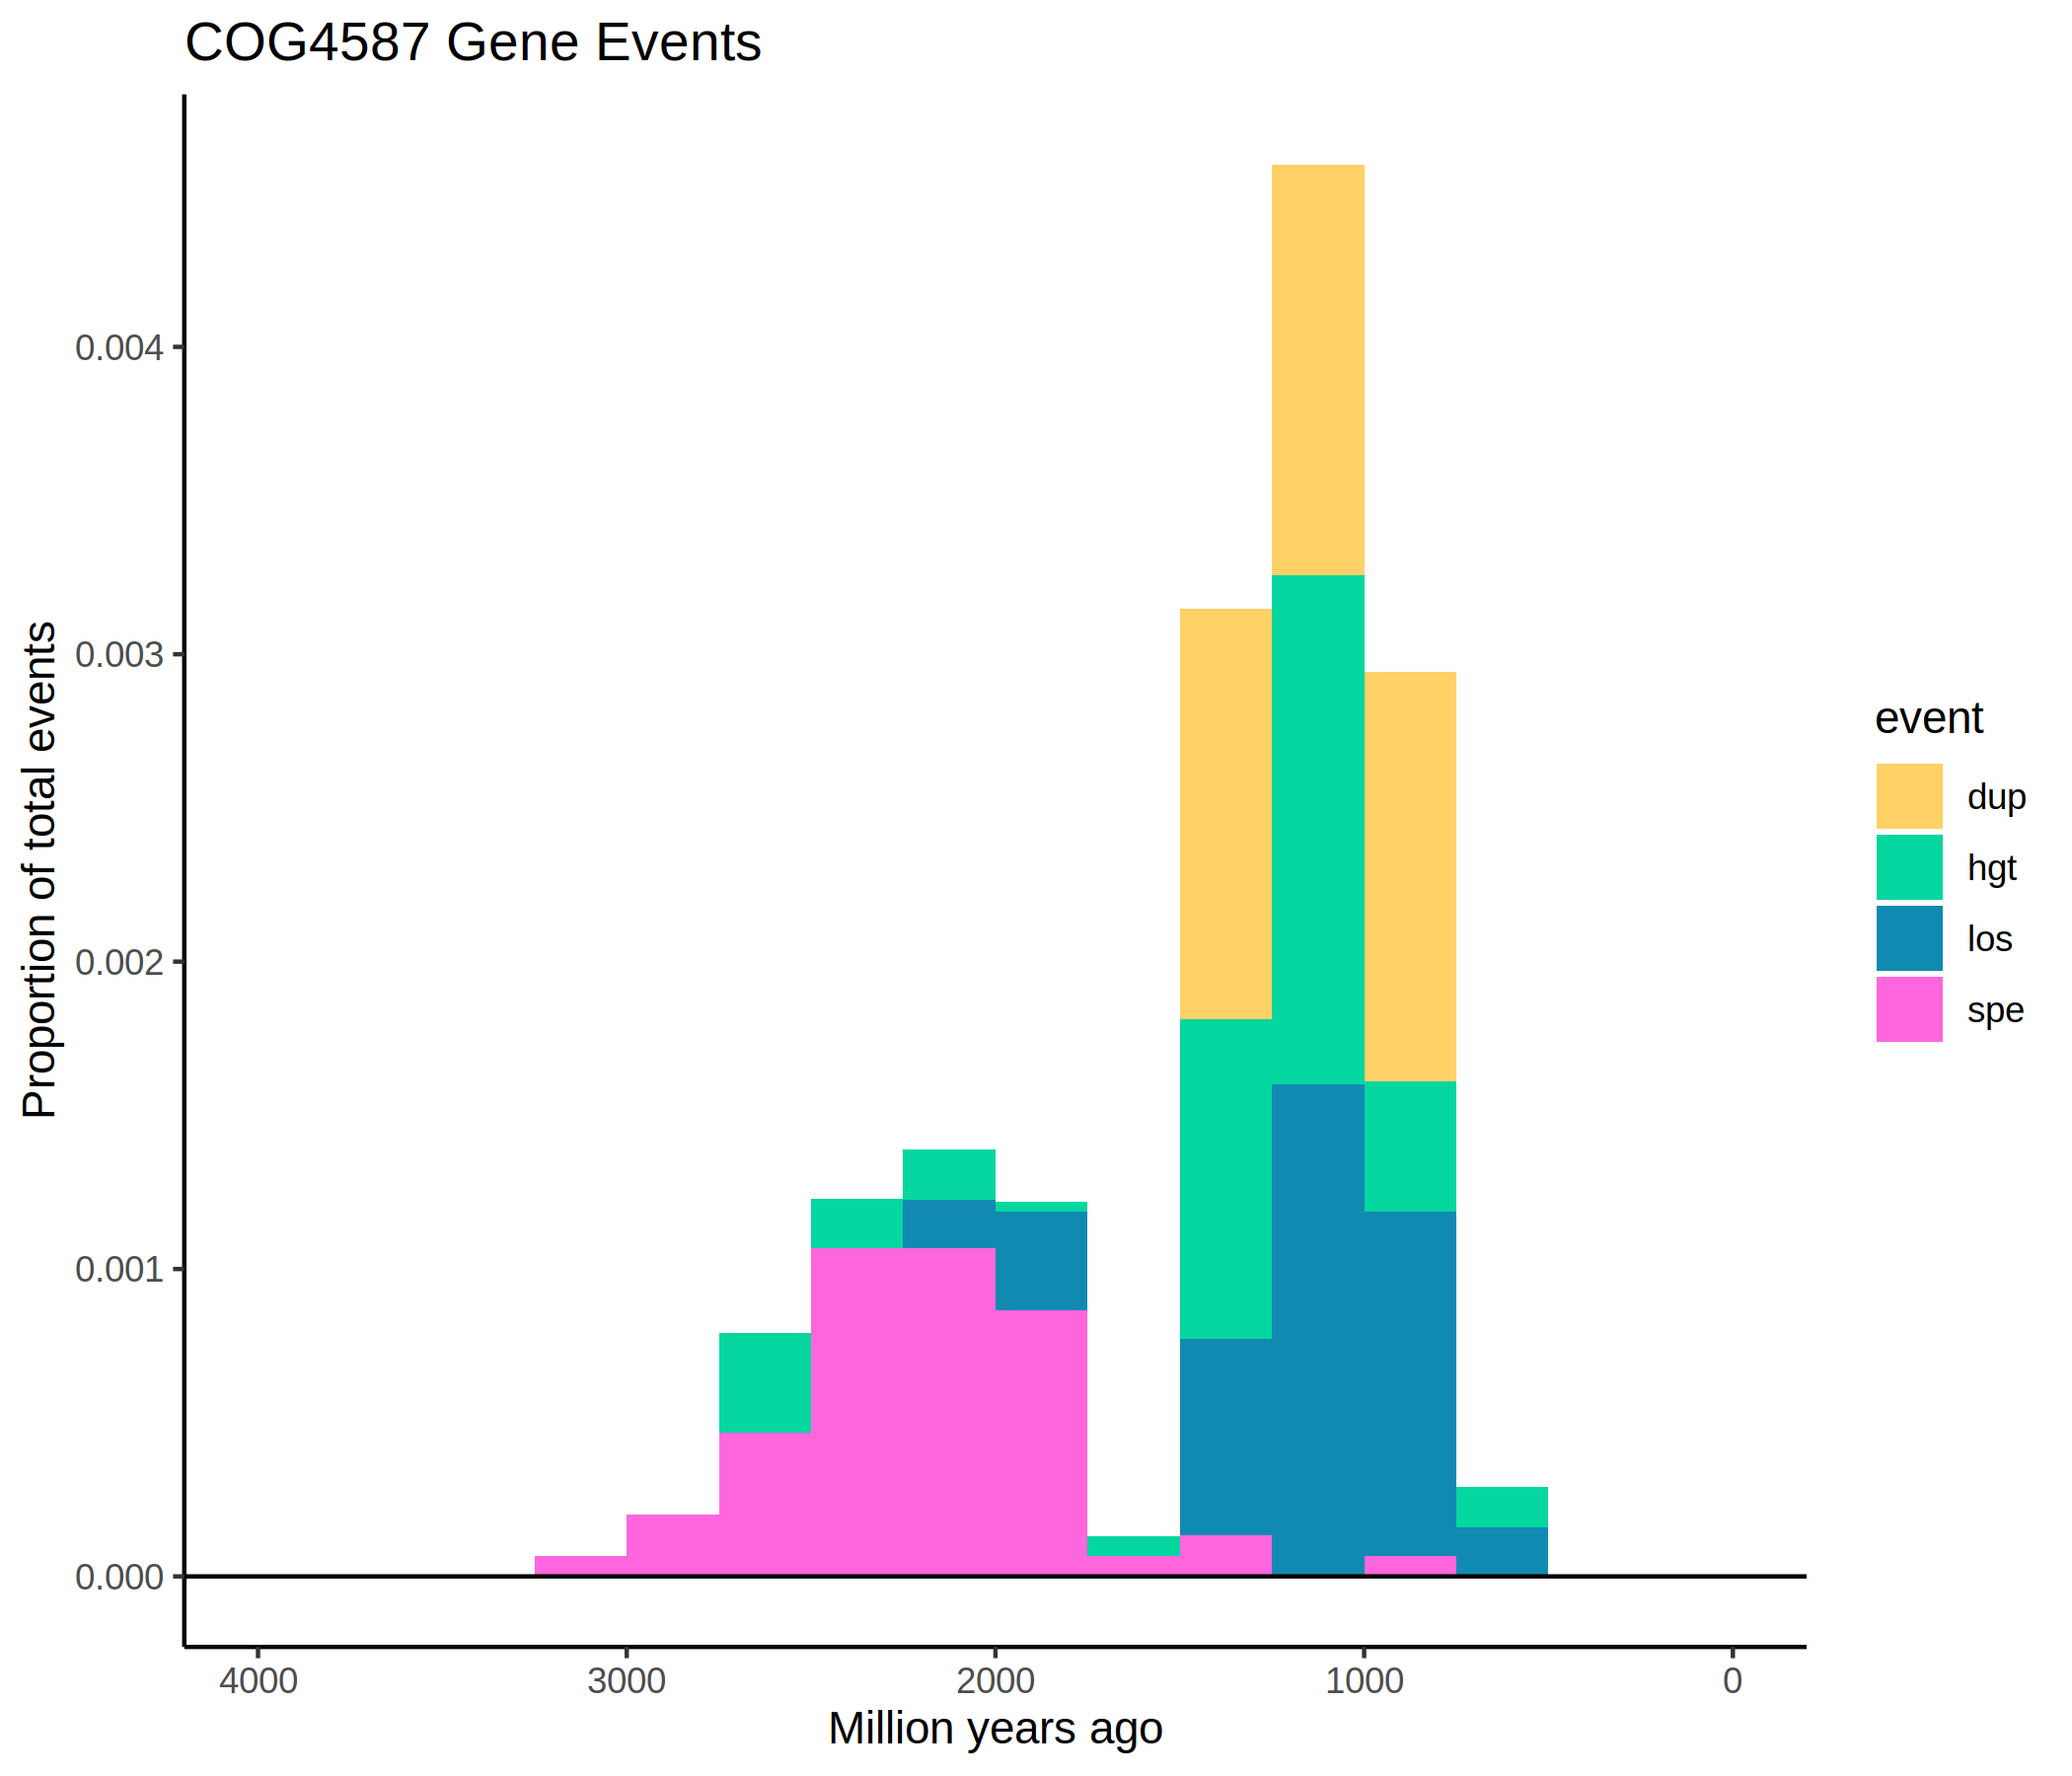 COG4587 Gene Events
Proportion of total events
0.004
0.003
0.002
0.001
0.000
4000
3000
2000
1000
0
Million years ago
event
dup
hgt
los
spe